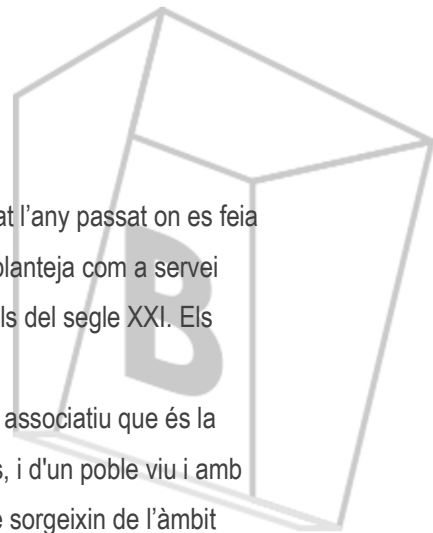 at l’any passat on es feia
planteja com a servei
ls del segle XXI. Els
associatiu que és la
s, i d'un poble viu i amb
e sorgeixin de l’àmbit
B